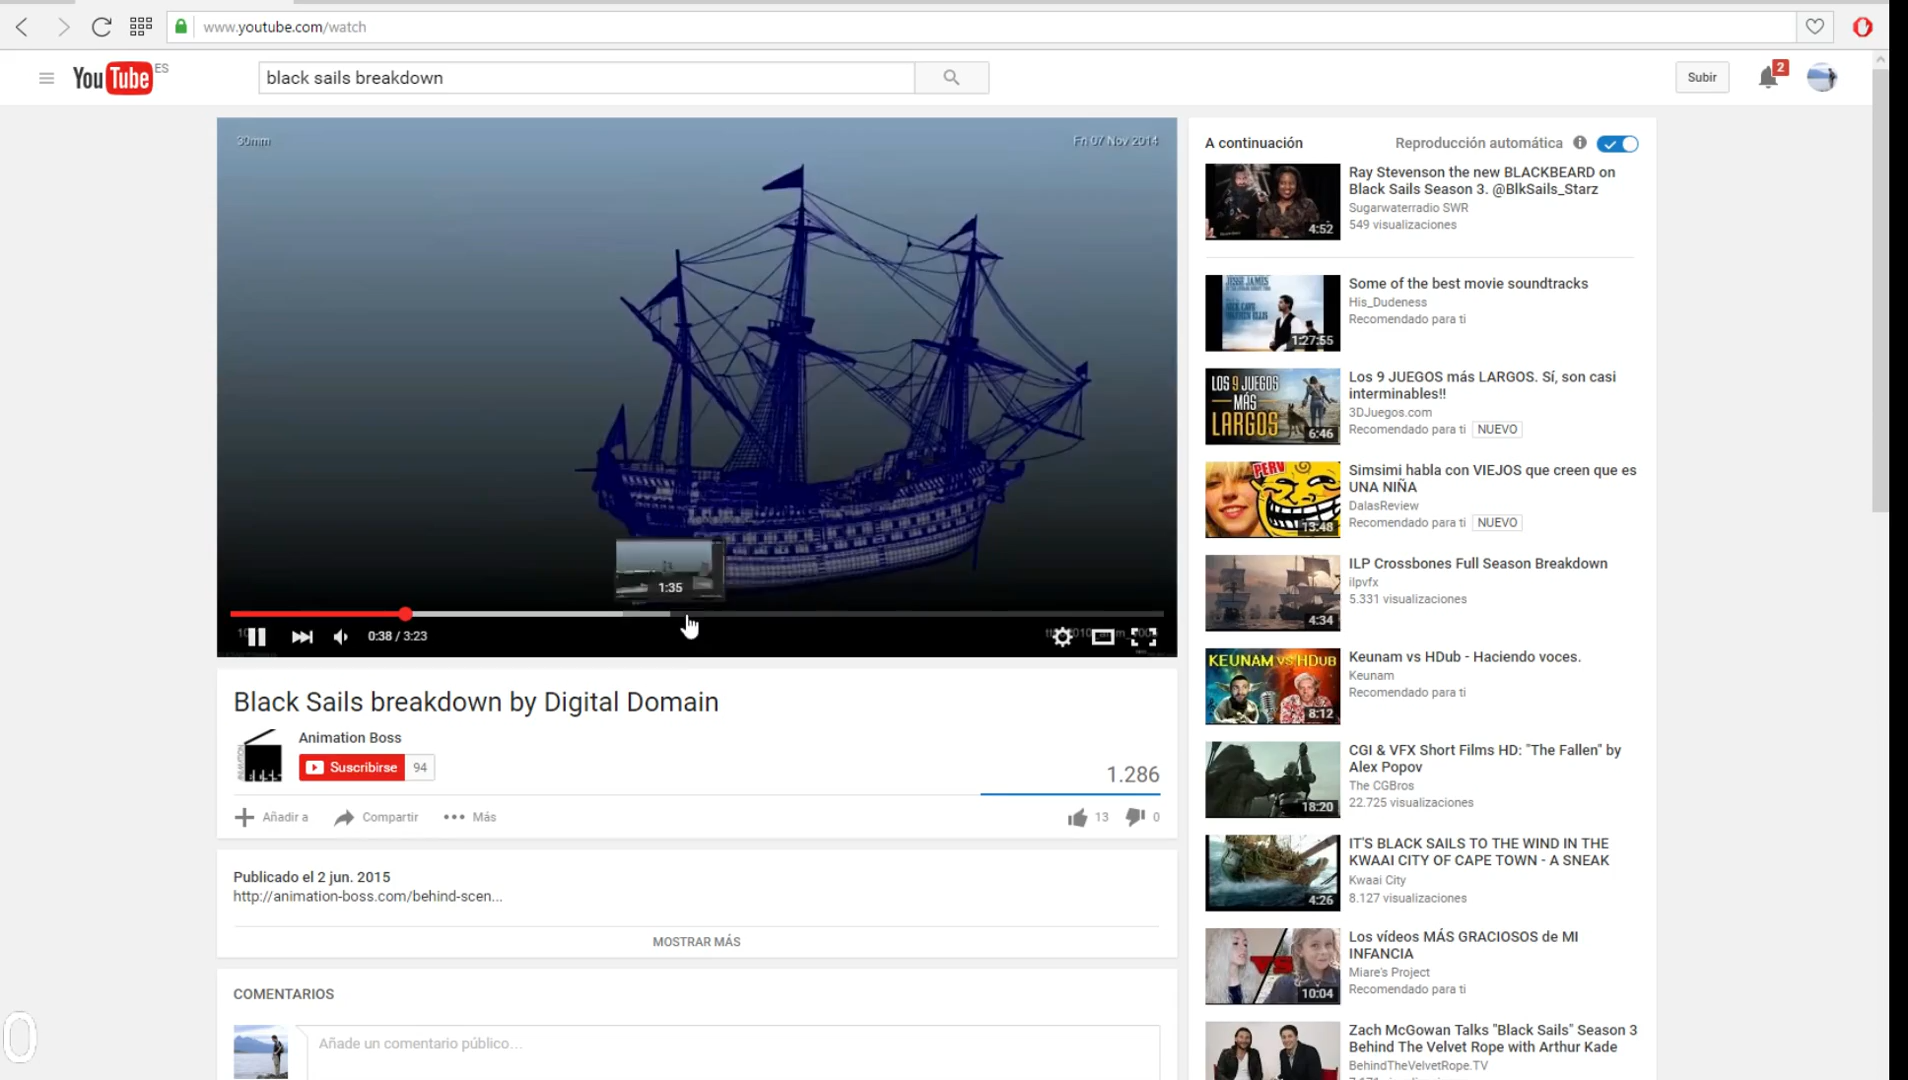 www.youtube.com/watch
YouTube ES
black sails breakdown
Subir
2
30mm
Fri 07 Nov 2014
1:35
0:38 / 3:23
Black Sails breakdown by Digital Domain
Animation Boss
Suscribirse 94
1.286
Añadir a
Compartir
Más
13
0
Publicado el 2 jun. 2015
http://animation-boss.com/behind-scen...
MOSTRAR MÁS
COMENTARIOS
Añade un comentario público...
A continuación
Reproducción automática
4:52
Ray Stevenson the new BLACKBEARD on
Black Sails Season 3. @BlkSails_Starz
Sugarwaterradio SWR
549 visualizaciones
JESSE JAMES
1:27:55
Some of the best movie soundtracks
His_Dudeness
Recomendado para ti
LOS 9 JUEGOS
MÁS
LARGOS
6:46
Los 9 JUEGOS más LARGOS. Sí, son casi
interminables!!
3DJuegos.com
Recomendado para ti NUEVO
PERV
13:48
Simsimi habla con VIEJOS que creen que es
UNA NIÑA
DalasReview
Recomendado para ti NUEVO
4:34
ILP Crossbones Full Season Breakdown
ilpvfx
5.331 visualizaciones
KEUNAM VS HDUB
8:12
Keunam vs HDub - Haciendo voces.
Keunam
Recomendado para ti
18:20
CGI & VFX Short Films HD: "The Fallen" by
Alex Popov
The CGBros
22.725 visualizaciones
4:26
IT'S BLACK SAILS TO THE WIND IN THE
KWAAI CITY OF CAPE TOWN - A SNEAK
Kwaai City
8.127 visualizaciones
VS
10:04
Los vídeos MÁS GRACIOSOS de MI
INFANCIA
Miare's Project
Recomendado para ti
Zach McGowan Talks "Black Sails" Season 3
Behind The Velvet Rope with Arthur Kade
BehindTheVelvetRope.TV